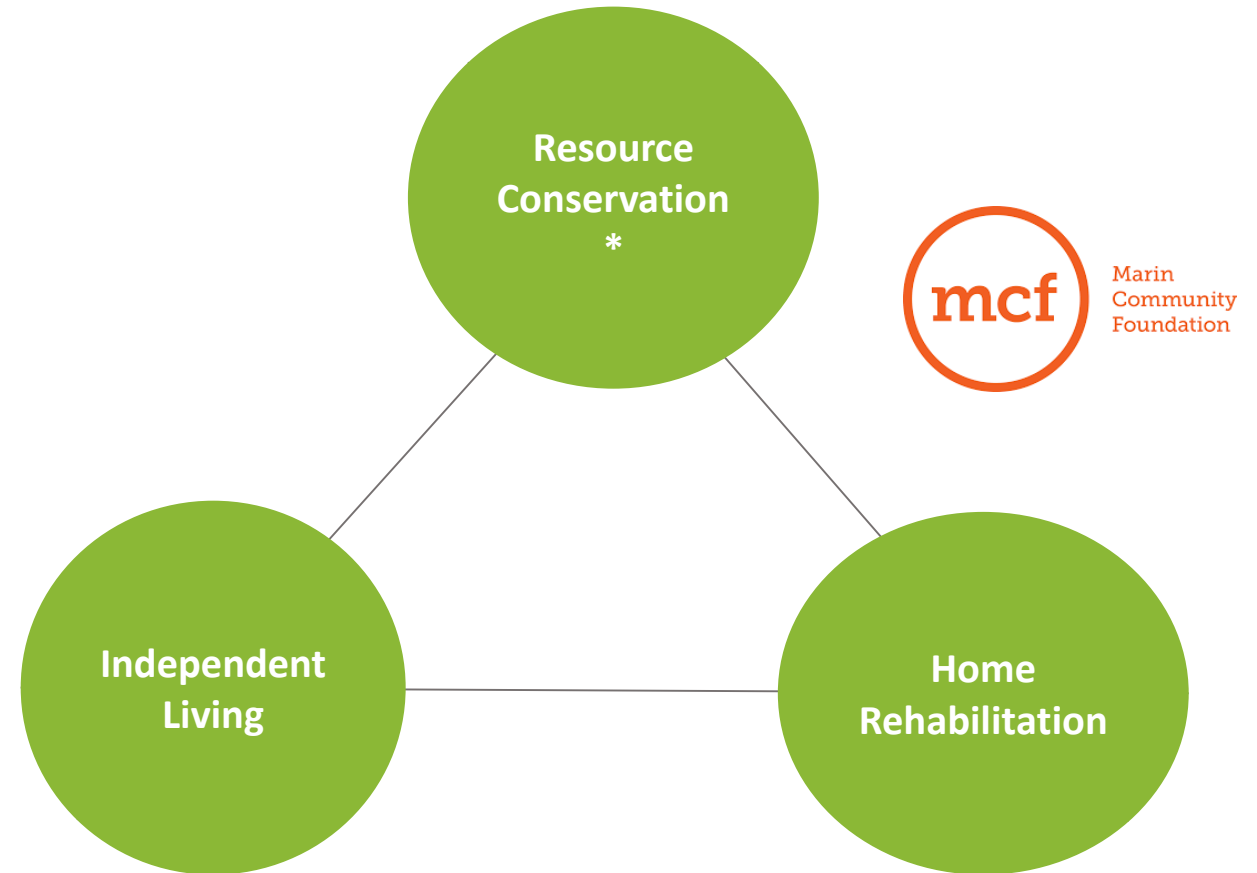 Resource
Conservation
*
mcf
Marin
Community
Foundation
Independent
Living
Home
Rehabilitation